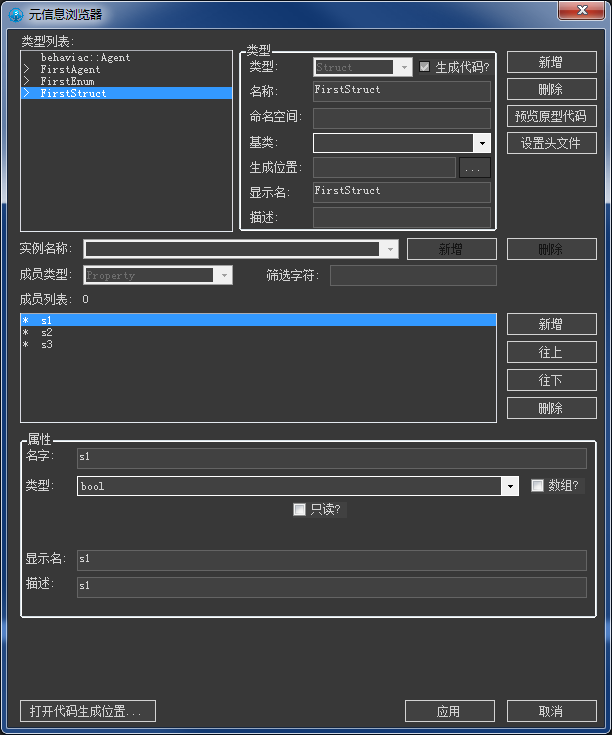 元信息浏览器
类型列表:
behaviac::Agent
> FirstAgent
> FirstEnum
> FirstStruct
类型
类型: Struct 生成代码?
名称: FirstStruct
命名空间:
基类:
生成位置: ...
显示名: FirstStruct
描述:
新增
删除
预览原型代码
设置头文件
实例名称: 新增 删除
成员类型: Property 筛选字符:
成员列表: 0
* s1
* s2
* s3
新增
往上
往下
删除
属性
名字: s1
类型: bool 数组?
只读?
显示名: s1
描述: s1
打开代码生成位置... 应用 取消